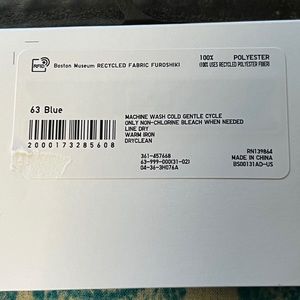 RFID
Boston Museum RECYCLED FABRIC FUROSHIKI
100% POLYESTER
(100% USES RECYCLED POLYESTER FIBER)
63 Blue
2000173285608
MACHINE WASH COLD GENTLE CYCLE
ONLY NON-CHLORINE BLEACH WHEN NEEDED
LINE DRY
WARM IRON
DRYCLEAN
361-457668
63-999-000(31-02)
04-36-3H076A
RN139864
MADE IN CHINA
BS00131AD-US